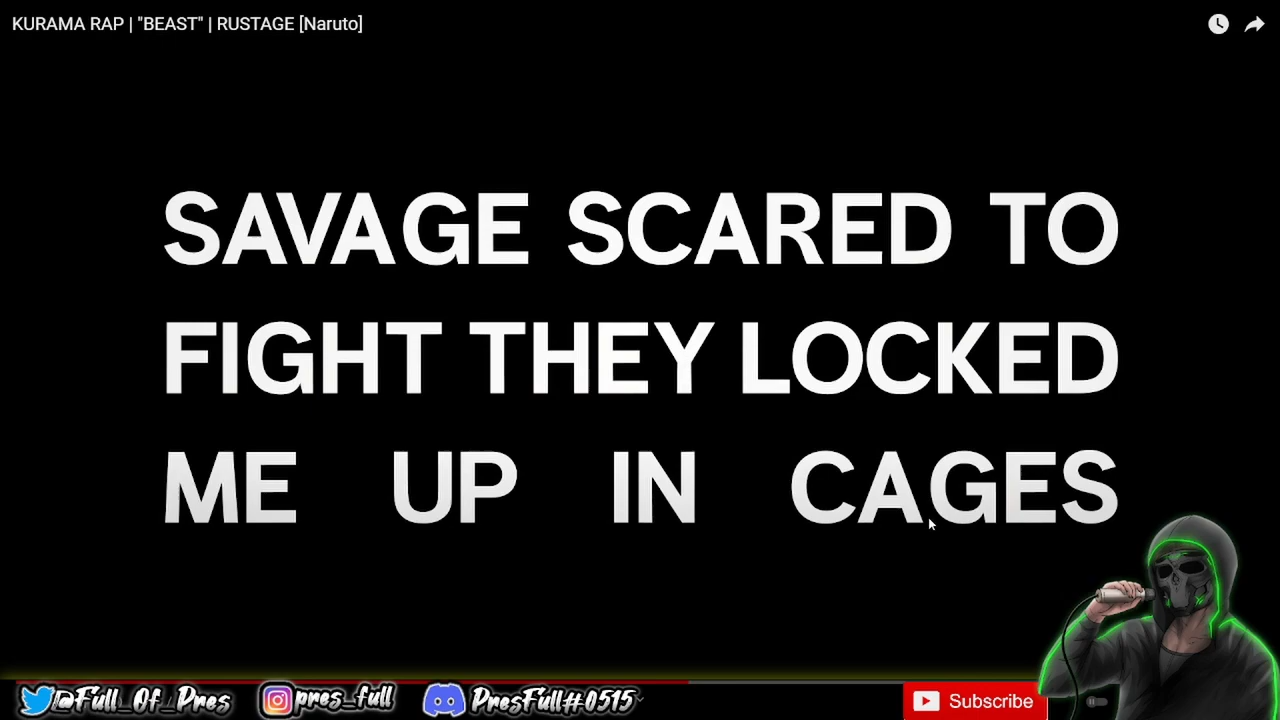 KURAMA RAP | "BEAST" | RUSTAGE [Naruto]
SAVAGE SCARED TO
FIGHT THEY LOCKED
ME UP IN CAGES
@Full_Of_Pres pres_full PresFull#0515 Subscribe